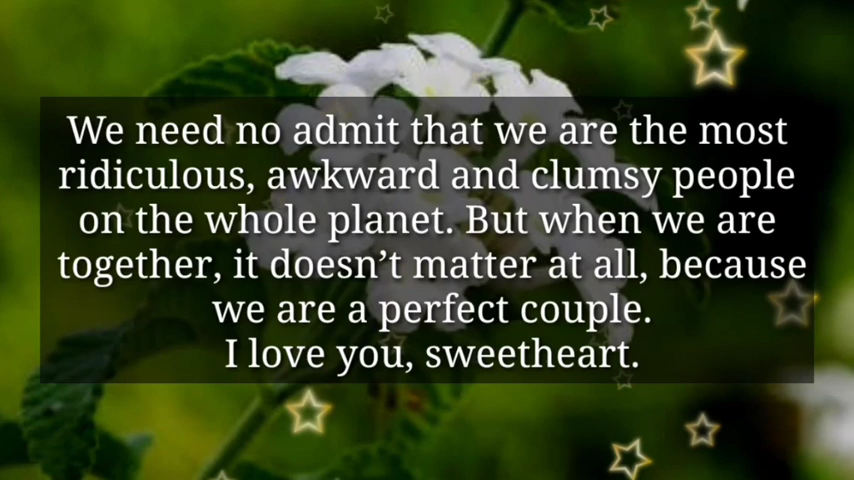 We need no admit that we are the most
ridiculous, awkward and clumsy people
on the whole planet. But when we are
together, it doesn’t matter at all, because
we are a perfect couple.
I love you, sweetheart.